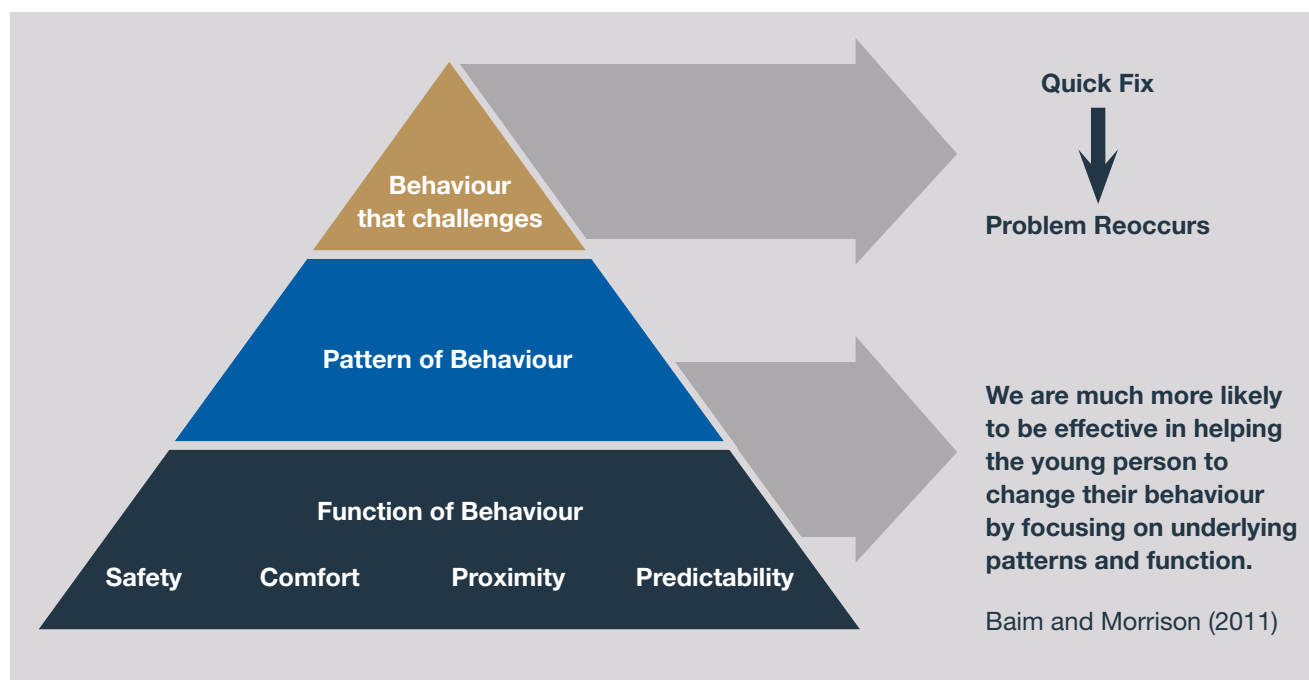 Behaviour
that challenges
Pattern of Behaviour
Function of Behaviour
Safety Comfort Proximity Predictability
Quick Fix
Problem Reoccurs
We are much more likely
to be effective in helping
the young person to
change their behaviour
by focusing on underlying
patterns and function.
Baim and Morrison (2011)